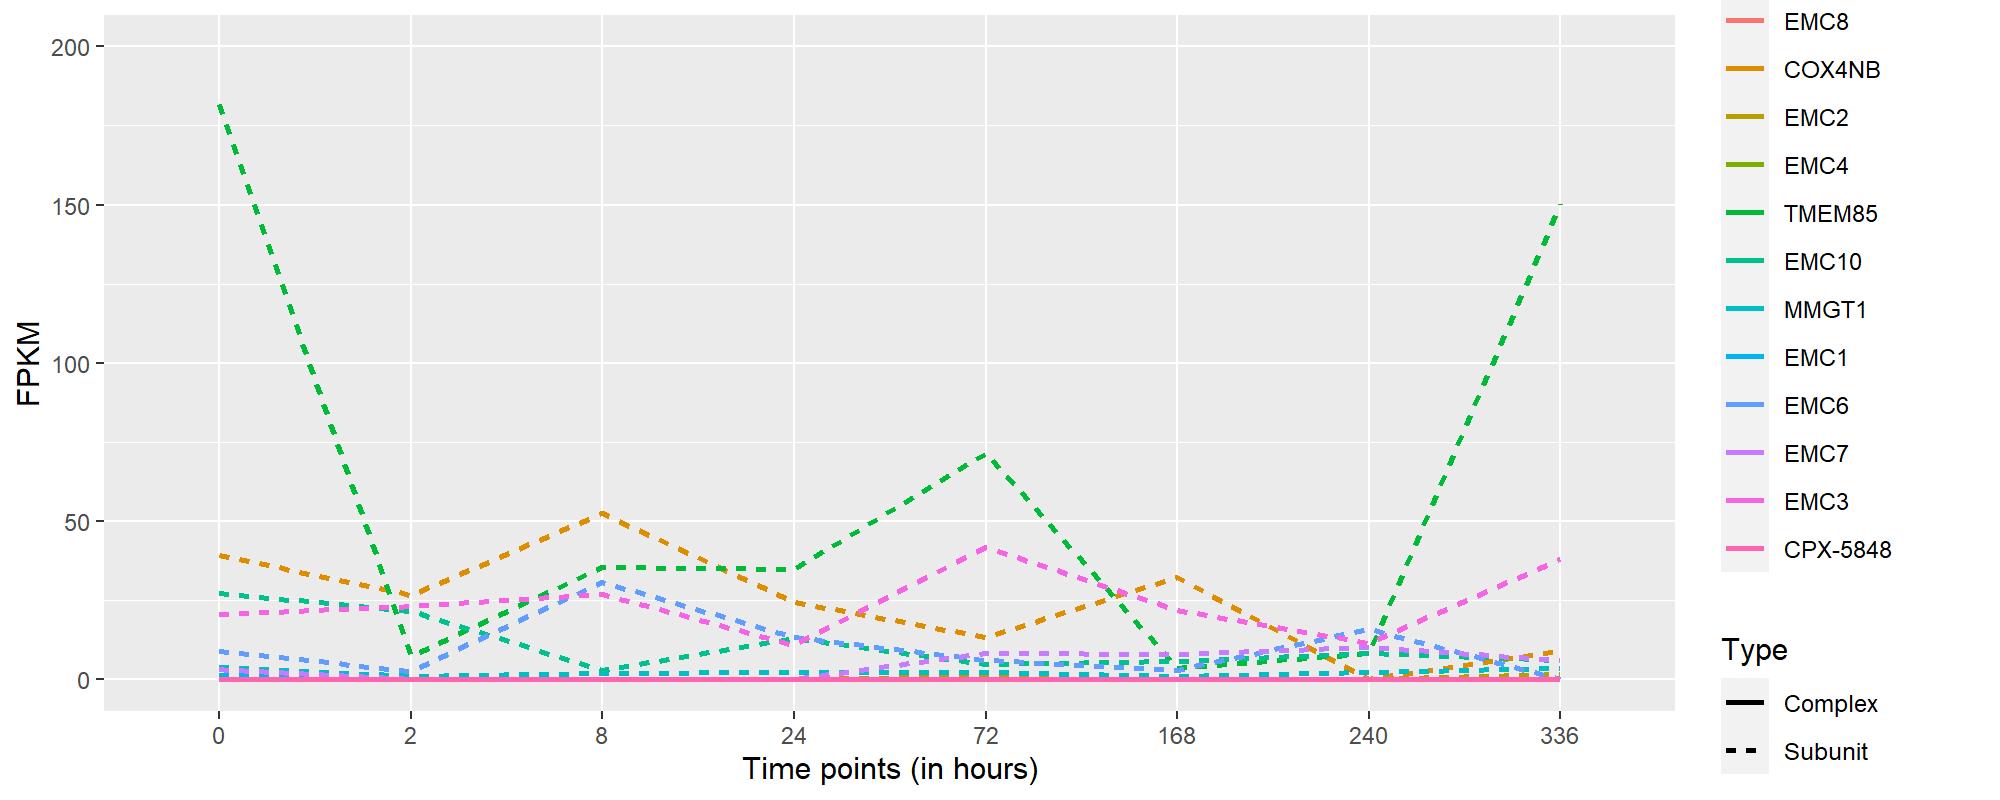 200
150
100
50
0
FPKM
0 2 8 24 72 168 240 336
Time points (in hours)
EMC8
COX4NB
EMC2
EMC4
TMEM85
EMC10
MMGT1
EMC1
EMC6
EMC7
EMC3
CPX-5848
Type
Complex
Subunit